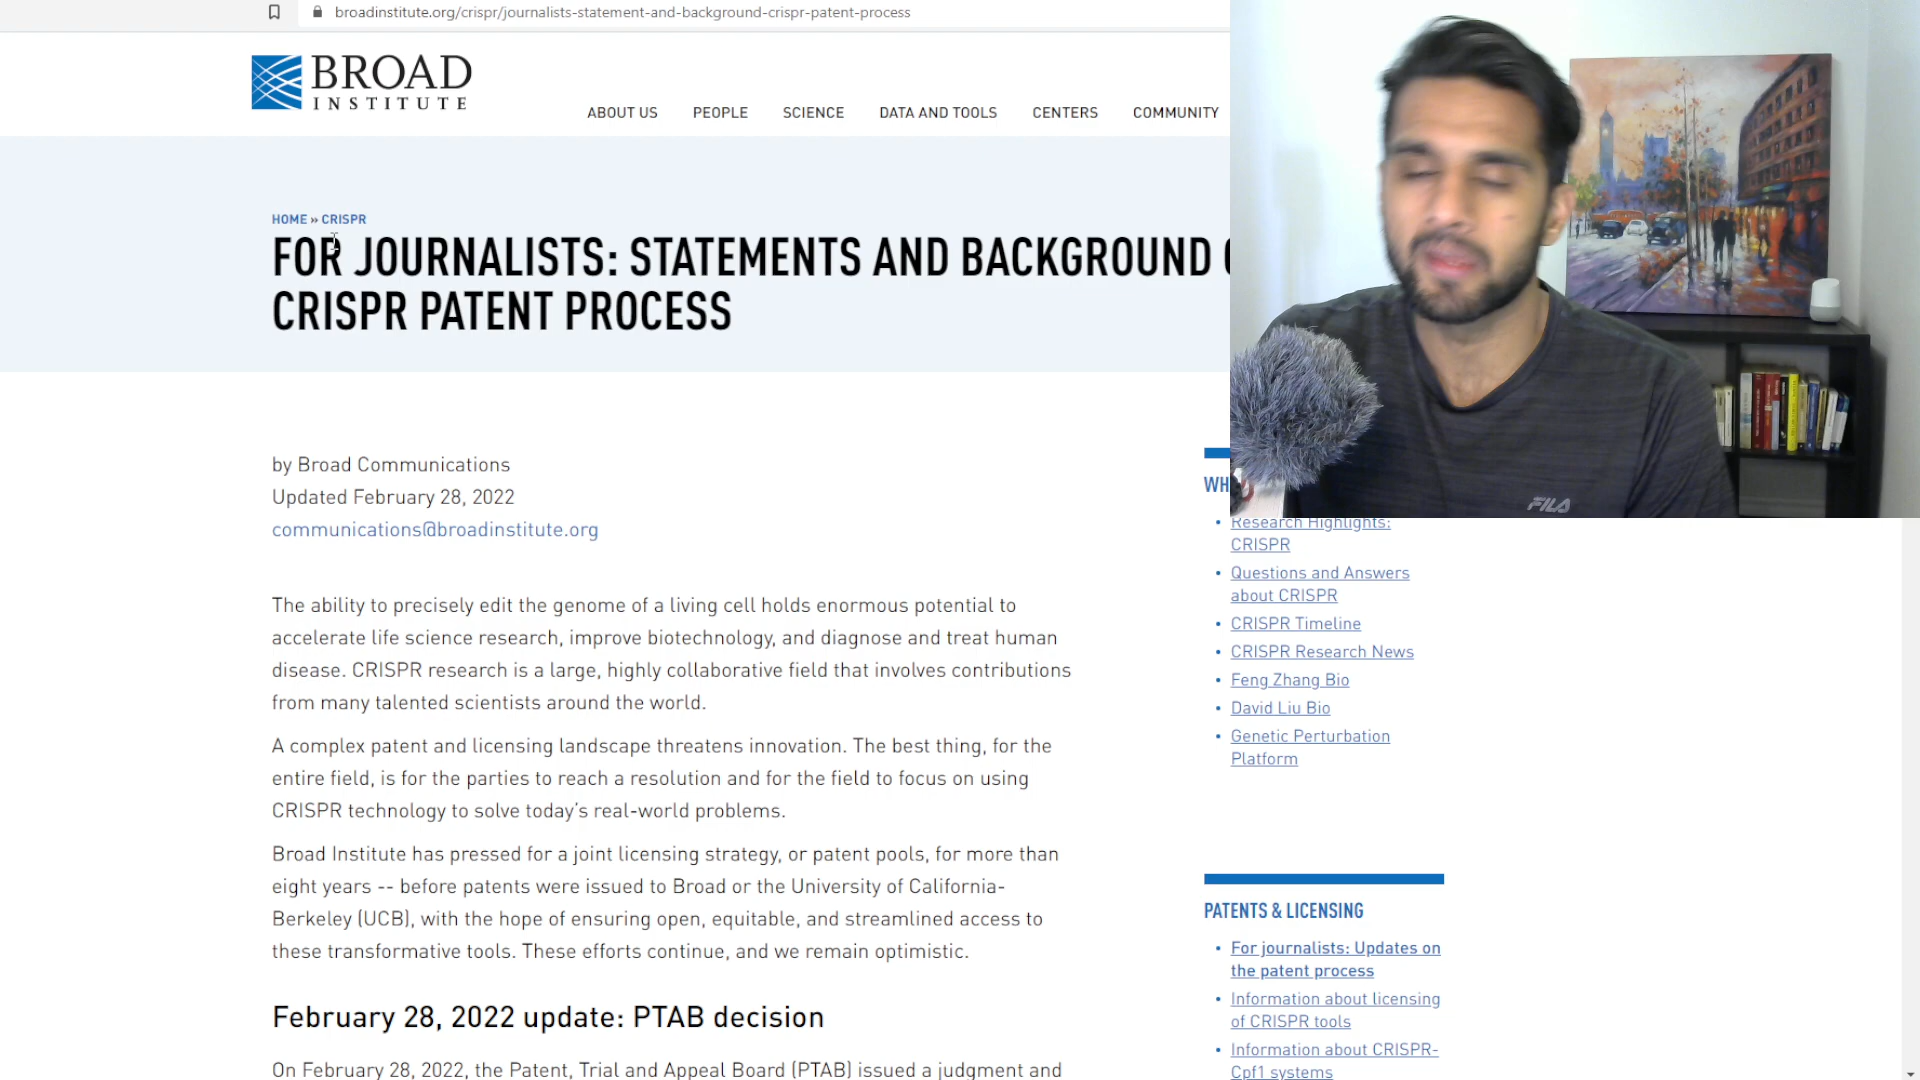 broadinstitute.org/crispr/journalists-statement-and-background-crispr-patent-process
BROAD
INSTITUTE
ABOUT US PEOPLE SCIENCE DATA AND TOOLS CENTERS COMMUNITY
HOME » CRISPR
FOR JOURNALISTS: STATEMENTS AND BACKGROUND
CRISPR PATENT PROCESS
by Broad Communications
Updated February 28, 2022
communications@broadinstitute.org
The ability to precisely edit the genome of a living cell holds enormous potential to
accelerate life science research, improve biotechnology, and diagnose and treat human
disease. CRISPR research is a large, highly collaborative field that involves contributions
from many talented scientists around the world.
A complex patent and licensing landscape threatens innovation. The best thing, for the
entire field, is for the parties to reach a resolution and for the field to focus on using
CRISPR technology to solve today's real-world problems.
Broad Institute has pressed for a joint licensing strategy, or patent pools, for more than
eight years -- before patents were issued to Broad or the University of California-
Berkeley (UCB), with the hope of ensuring open, equitable, and streamlined access to
these transformative tools. These efforts continue, and we remain optimistic.
February 28, 2022 update: PTAB decision
On February 28, 2022, the Patent, Trial and Appeal Board (PTAB) issued a judgment and
FILA
• Research Highlights:
CRISPR
• Questions and Answers
about CRISPR
• CRISPR Timeline
• CRISPR Research News
• Feng Zhang Bio
• David Liu Bio
• Genetic Perturbation
Platform
PATENTS & LICENSING
• For journalists: Updates on
the patent process
• Information about licensing
of CRISPR tools
• Information about CRISPR-
Cpf1 systems